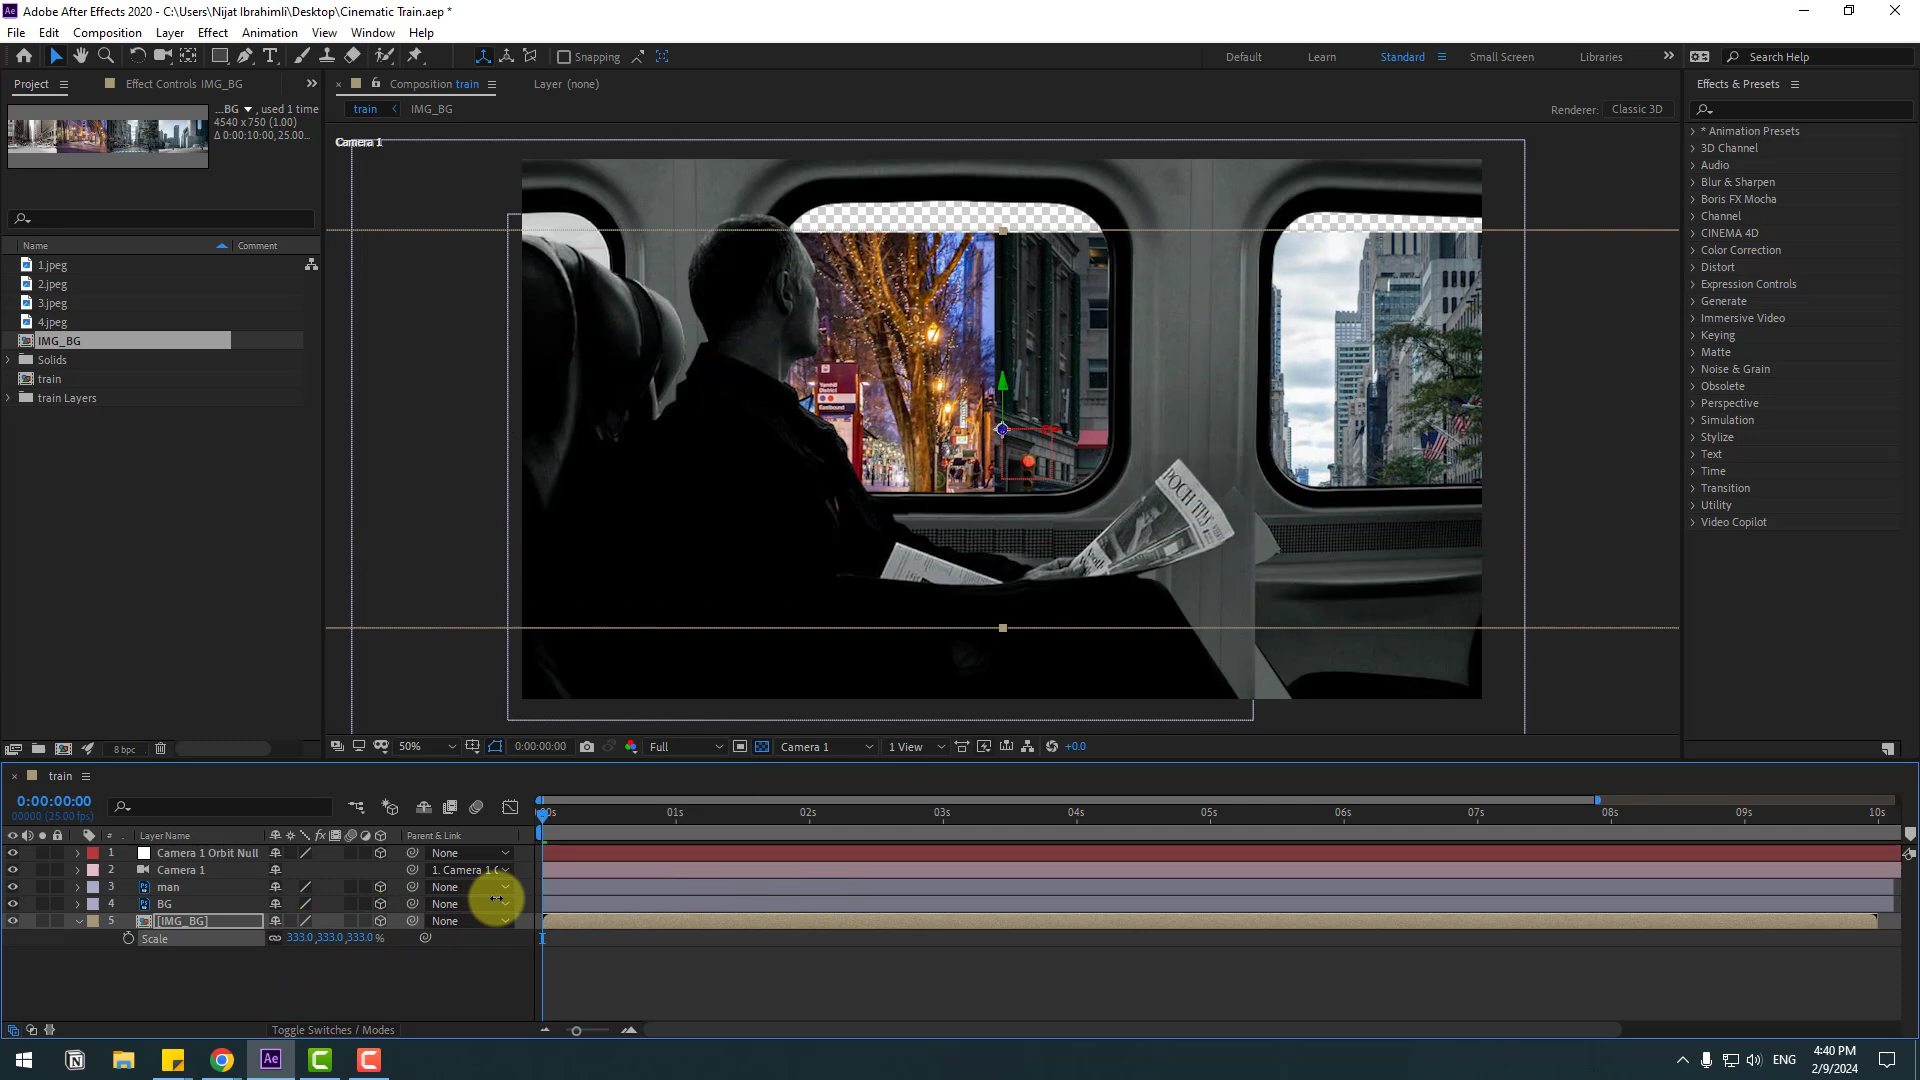 Adobe After Effects 2020 - C:\Users\Nijat Ibrahimli\Desktop\Cinematic Train.aep *
File Edit Composition Layer Effect Animation View Window Help
Snapping
Default Learn Standard Small Screen Libraries
Search Help
Project
Effect Controls IMG_BG
Composition train
Layer (none)
Effects & Presets
...BG , used 1 time
4540 x 750 (1.00)
Δ 0:00:10:00, 25.00...
train IMG_BG
Renderer: Classic 3D
Camera 1
Name Comment
1.jpeg
2.jpeg
3.jpeg
4.jpeg
IMG_BG
Solids
train
train Layers
Yamhill
District
Eastbound
* Animation Presets
3D Channel
Audio
Blur & Sharpen
Boris FX Mocha
Channel
CINEMA 4D
Color Correction
Distort
Expression Controls
Generate
Immersive Video
Keying
Matte
Noise & Grain
Obsolete
Perspective
Simulation
Stylize
Text
Time
Transition
Utility
Video Copilot
8 bpc
50% 0:00:00:00 Full Camera 1 1 View +0.0
train
0:00:00:00
00000 (25.00 fps)
00s 01s 02s 03s 04s 05s 06s 07s 08s 09s 10s
# Layer Name fx Parent & Link
1 Camera 1 Orbit Null None
2 Camera 1 1. Camera 1 (
3 man None
4 BG None
5 [IMG_BG] None
Scale 333.0,333.0,333.0 %
Toggle Switches / Modes
ENG
4:40 PM
2/9/2024